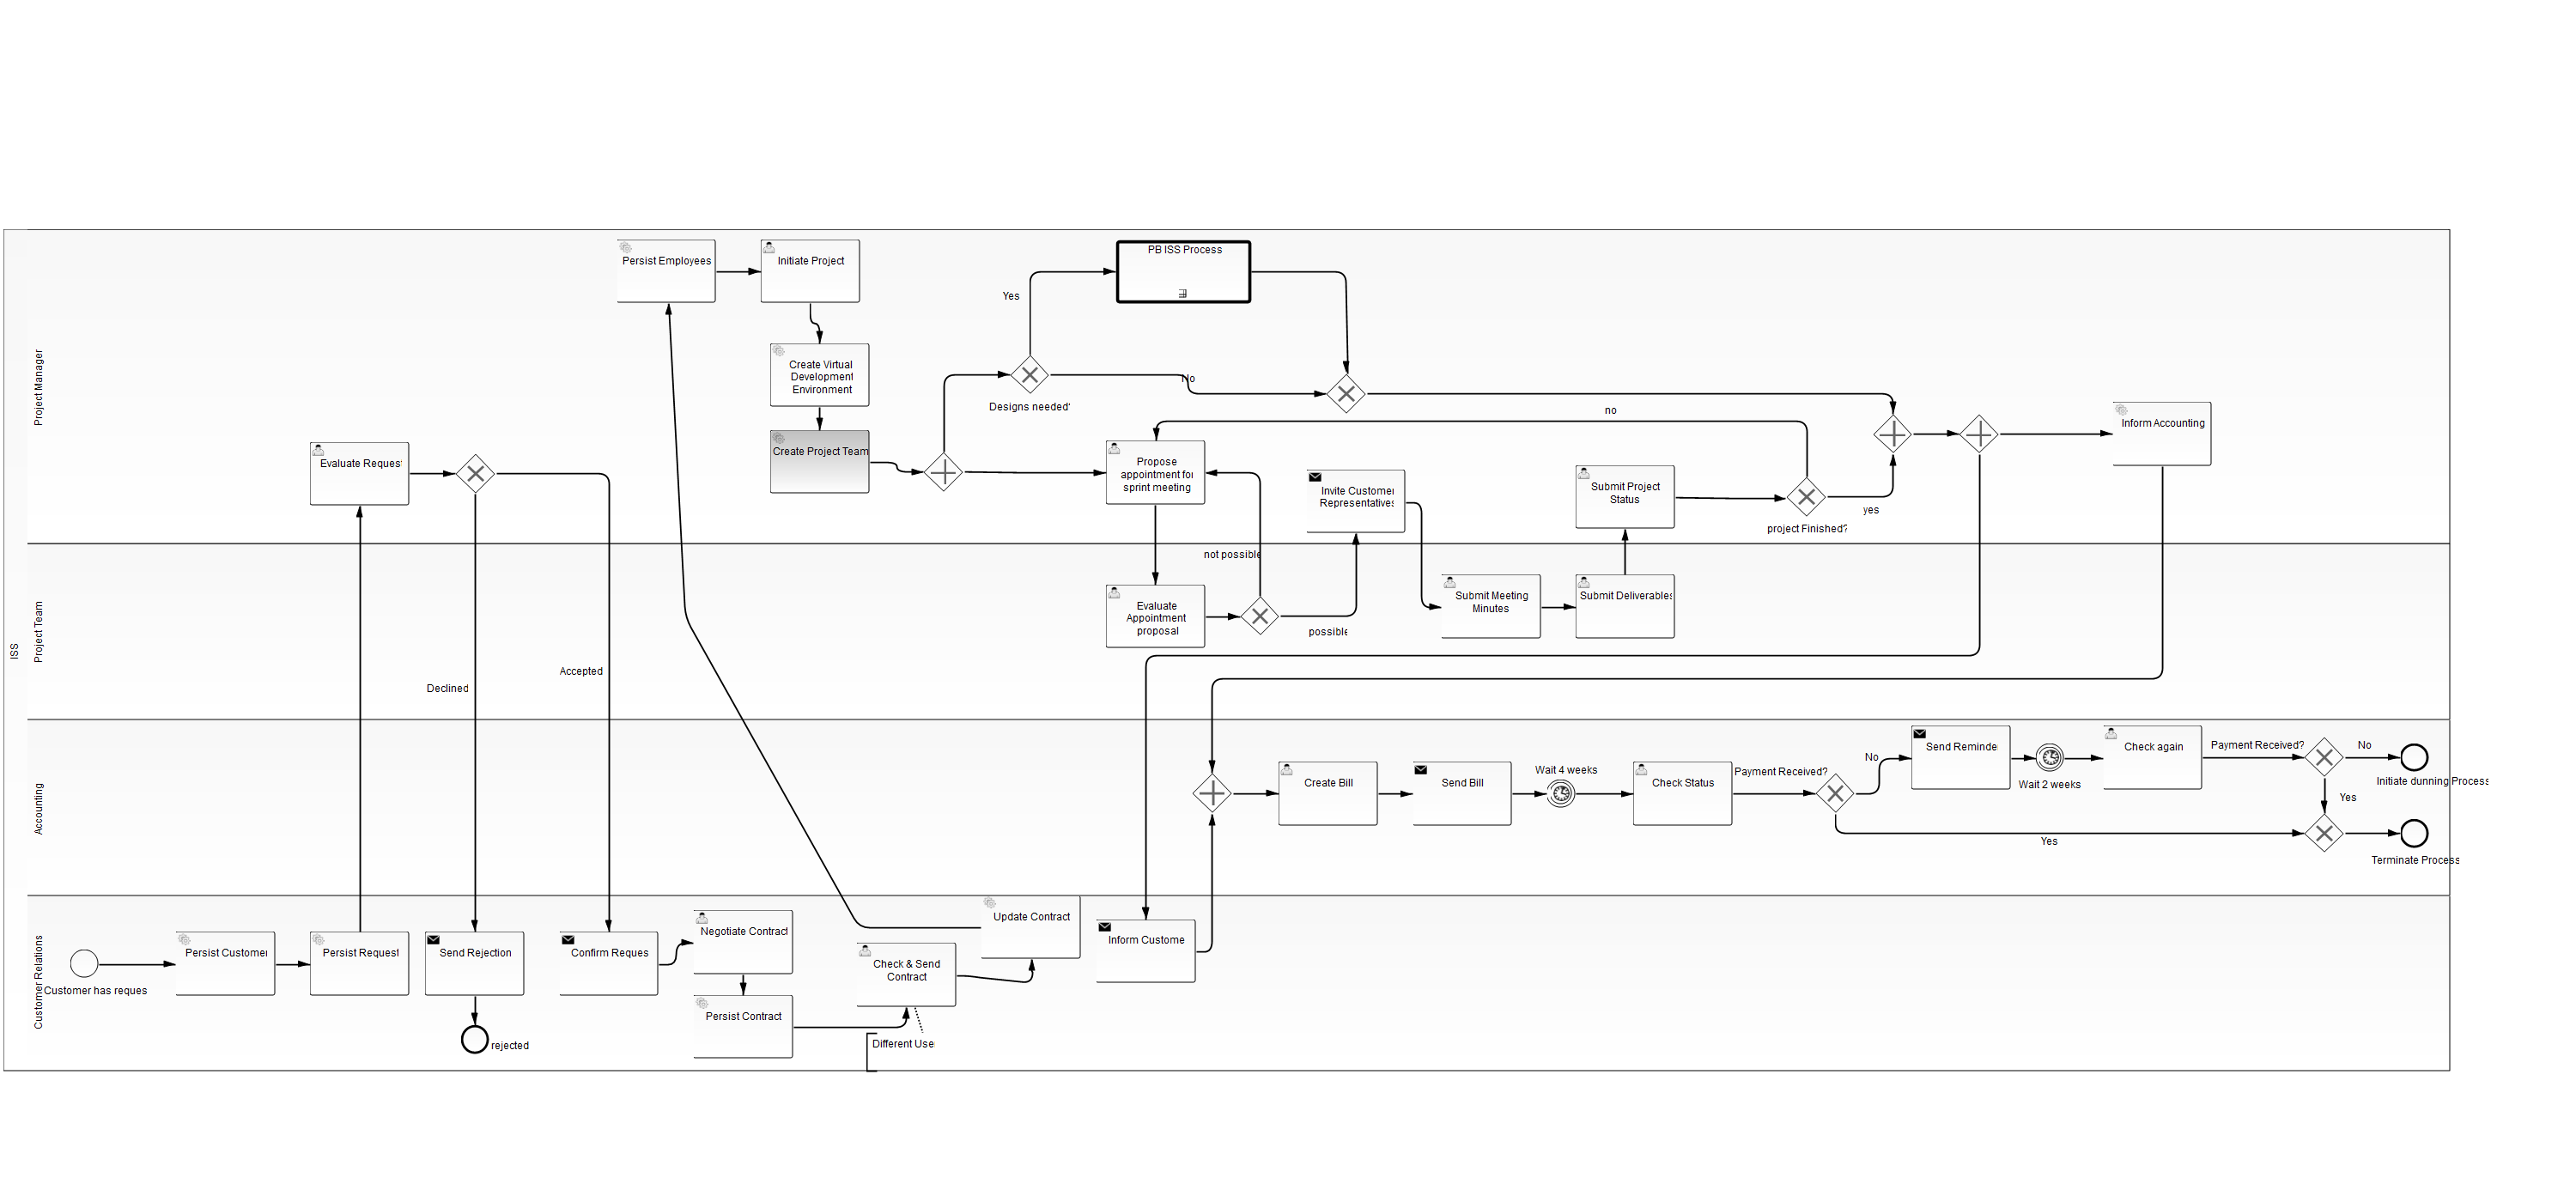 ISS
Project Manager
Persist Employees
Initiate Project
Create Virtual
Development
Environment
Create Project Team
Yes
Designs needed?
No
PB ISS Process
no
Evaluate Reques
Propose
appointment for
sprint meeting
Invite Customer
Representatives
Submit Project
Status
project Finished?
yes
Inform Accounting
Project Team
not possible
Evaluate
Appointment
proposal
possible
Submit Meeting
Minutes
Submit Deliverables
Declined
Accepted
Accounting
Create Bill
Send Bill
Wait 4 weeks
Check Status
Payment Received?
No
Send Reminde
Wait 2 weeks
Check again
Payment Received?
No
Initiate dunning Process
Yes
Yes
Terminate Process
Customer Relations
Customer has reques
Persist Customer
Persist Request
Send Rejection
rejected
Confirm Reques
Negotiate Contract
Persist Contract
Check & Send
Contract
Different Use
Update Contract
Inform Custome